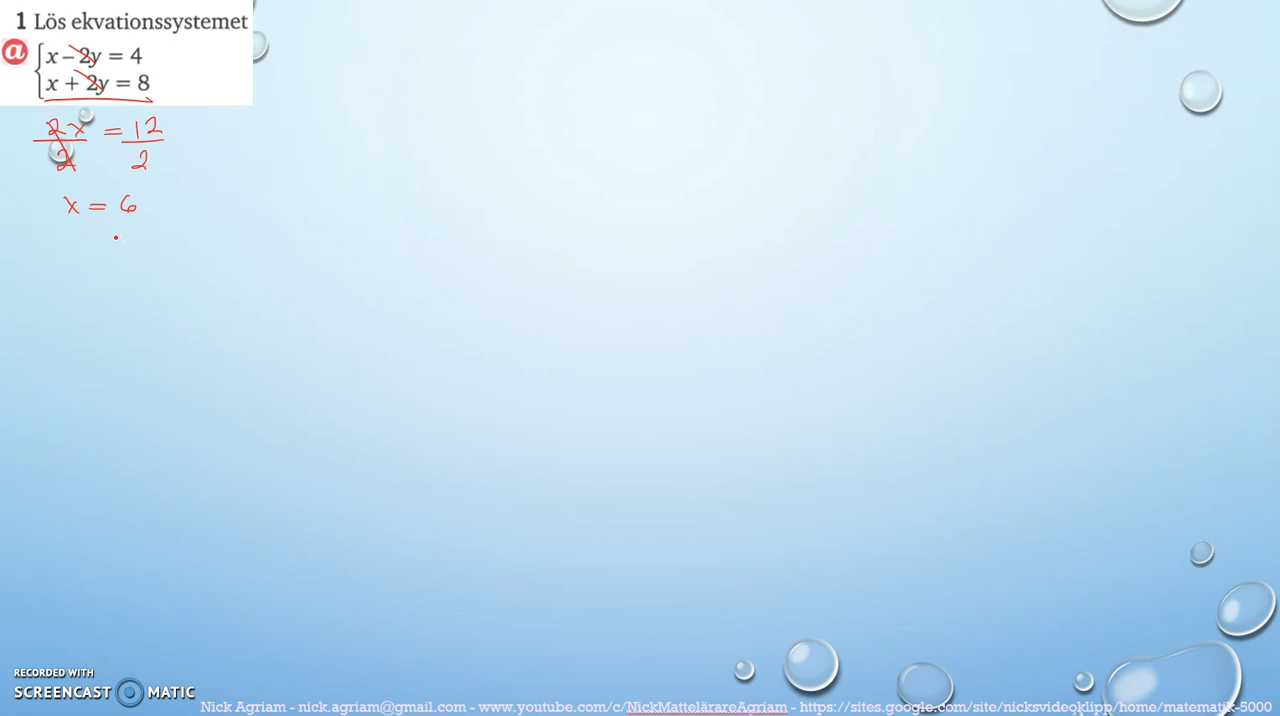 1 Lös ekvationssystemet
a
x – 2y = 4
x + 2y = 8
2x = 12
2 2
x = 6
RECORDED WITH
SCREENCAST MATIC
Nick Agriam - nick.agriam@gmail.com - www.youtube.com/c/NickMattelärareAgriam - https://sites.google.com/site/nicksvideoklipp/home/matematik-5000